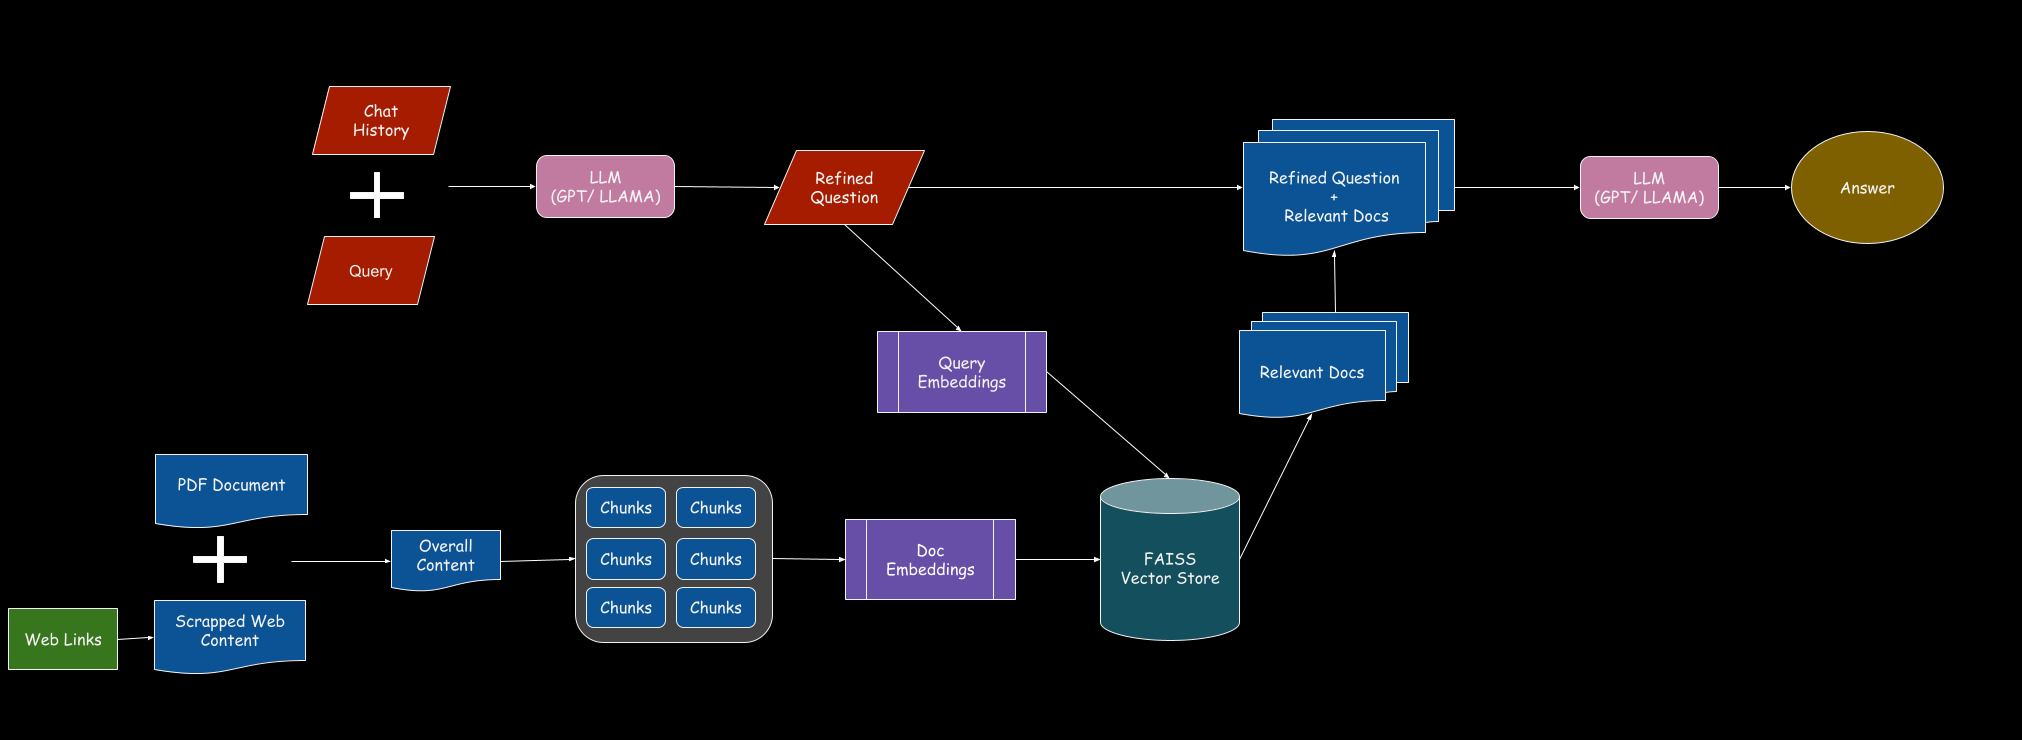 Chat
History
Query
LLM
(GPT/ LLAMA)
Refined
Question
Refined Question
+
Relevant Docs
LLM
(GPT/ LLAMA)
Answer
Query
Embeddings
Relevant Docs
PDF Document
Web Links
Scrapped Web
Content
Overall
Content
Chunks
Chunks
Chunks
Chunks
Chunks
Chunks
Doc
Embeddings
FAISS
Vector Store